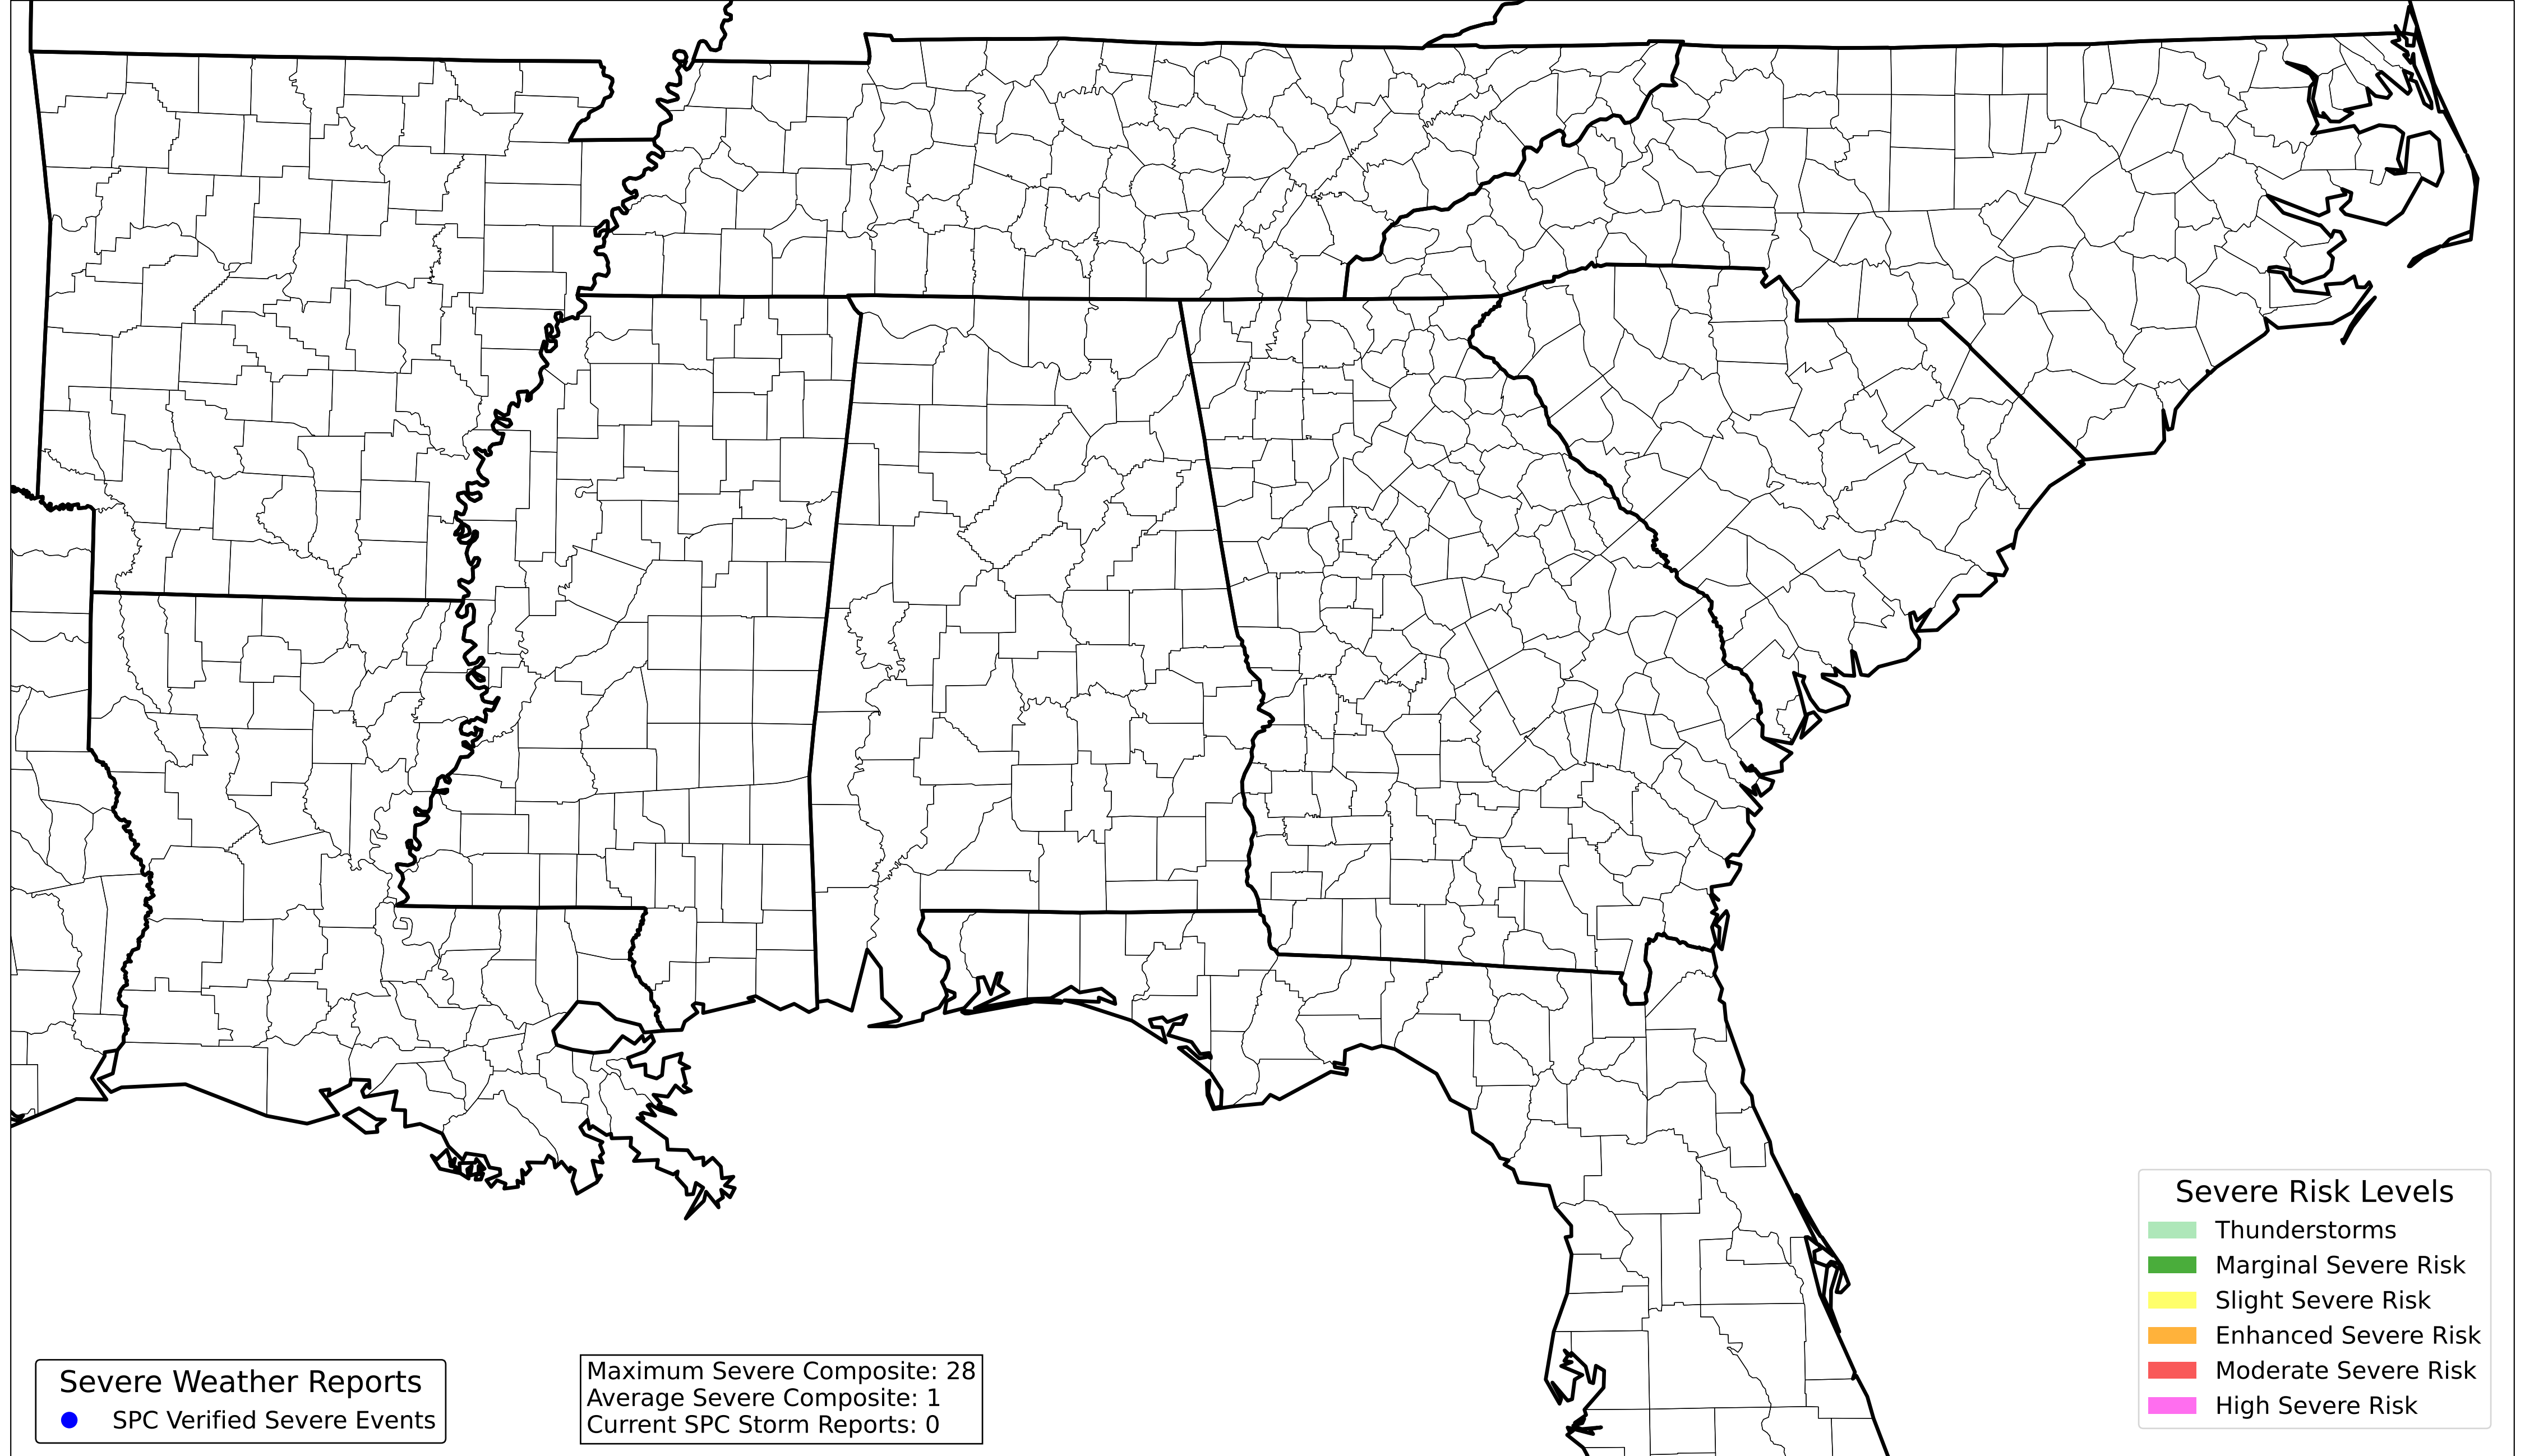 Severe Weather Reports
SPC Verified Severe Events
Maximum Severe Composite: 28
Average Severe Composite: 1
Current SPC Storm Reports: 0
Severe Risk Levels
Thunderstorms
Marginal Severe Risk
Slight Severe Risk
Enhanced Severe Risk
Moderate Severe Risk
High Severe Risk